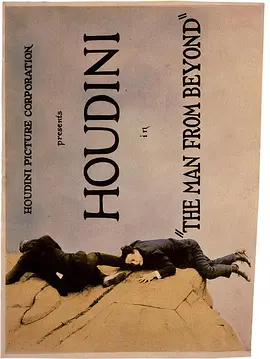 HOUDINI PICTURE CORPORATION
presents
HOUDINI
in
"THE MAN FROM BEYOND"